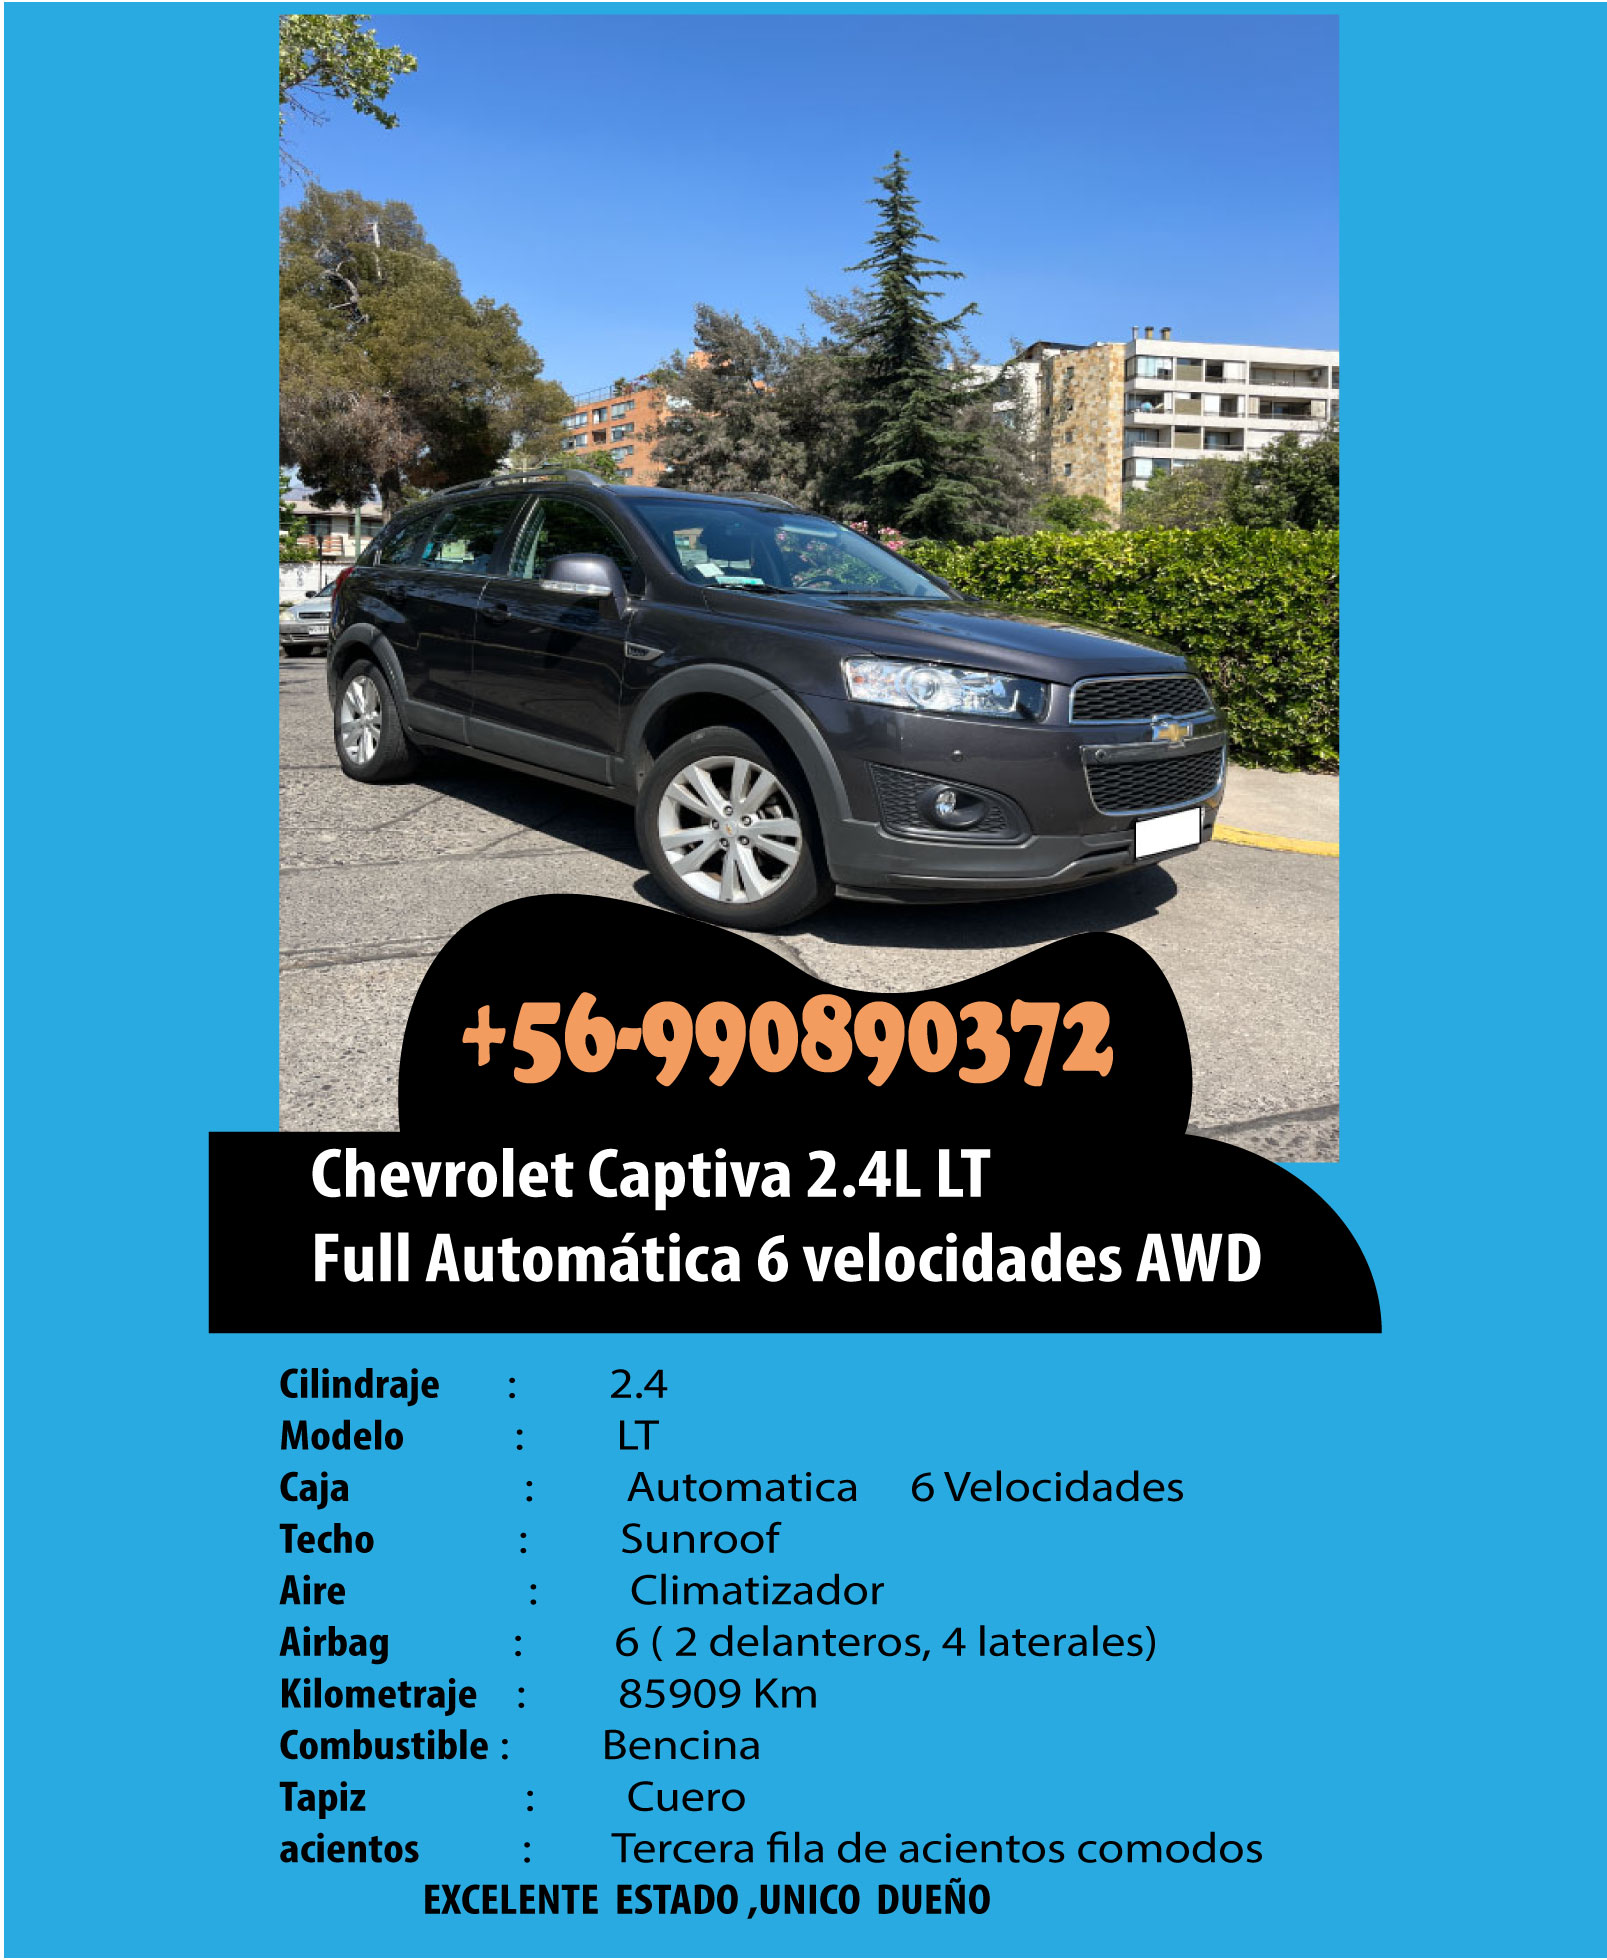 +56-990890372
Chevrolet Captiva 2.4L LT
Full Automática 6 velocidades AWD
Cilindraje : 2.4
Modelo : LT
Caja : Automatica 6 Velocidades
Techo : Sunroof
Aire : Climatizador
Airbag : 6 ( 2 delanteros, 4 laterales)
Kilometraje : 85909 Km
Combustible : Bencina
Tapiz : Cuero
acientos : Tercera fila de acientos comodos
EXCELENTE ESTADO ,UNICO DUEÑO